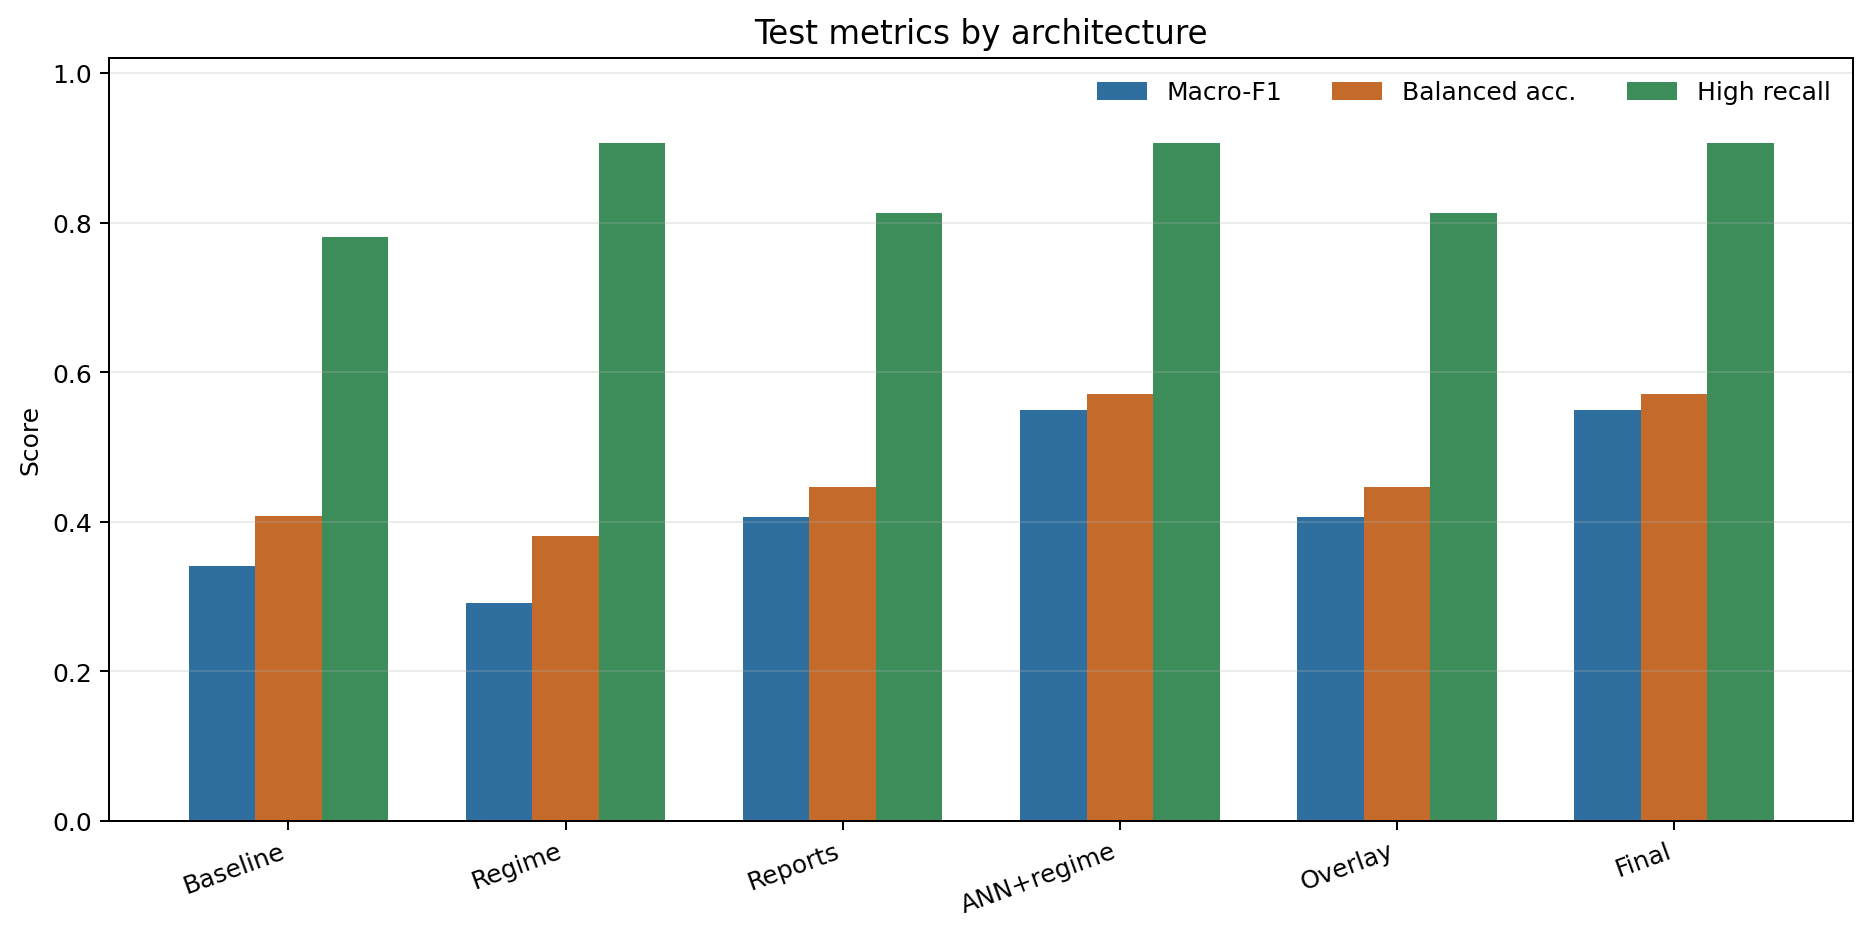 Test metrics by architecture
Macro-F1
Balanced acc.
High recall
Score
1.0
0.8
0.6
0.4
0.2
0.0
Baseline
Regime
Reports
ANN+regime
Overlay
Final